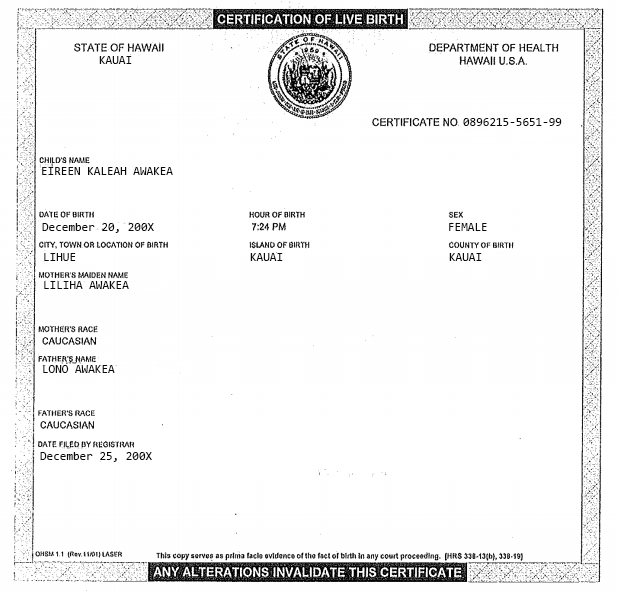 CERTIFICATION OF LIVE BIRTH
STATE OF HAWAII
KAUAI
DEPARTMENT OF HEALTH
HAWAII U.S.A.
STATE OF HAWAII
1959
CERTIFICATE NO. 0896215-5651-99
CHILD'S NAME
EIREEN KALEAH AWAKEA
DATE OF BIRTH HOUR OF BIRTH SEX
December 20, 200X 7:24 PM FEMALE
CITY, TOWN OR LOCATION OF BIRTH ISLAND OF BIRTH COUNTY OF BIRTH
LIHUE KAUAI KAUAI
MOTHER'S MAIDEN NAME
LILIHA AWAKEA
MOTHER'S RACE
CAUCASIAN
FATHER'S NAME
LONO AWAKEA
FATHER'S RACE
CAUCASIAN
DATE FILED BY REGISTRAR
December 25, 200X
OHSM 1.1 (Rev. 11/01) LASER This copy serves as prima facie evidence of the fact of birth in any court proceeding. [HRS 338-13(b), 338-19]
ANY ALTERATIONS INVALIDATE THIS CERTIFICATE